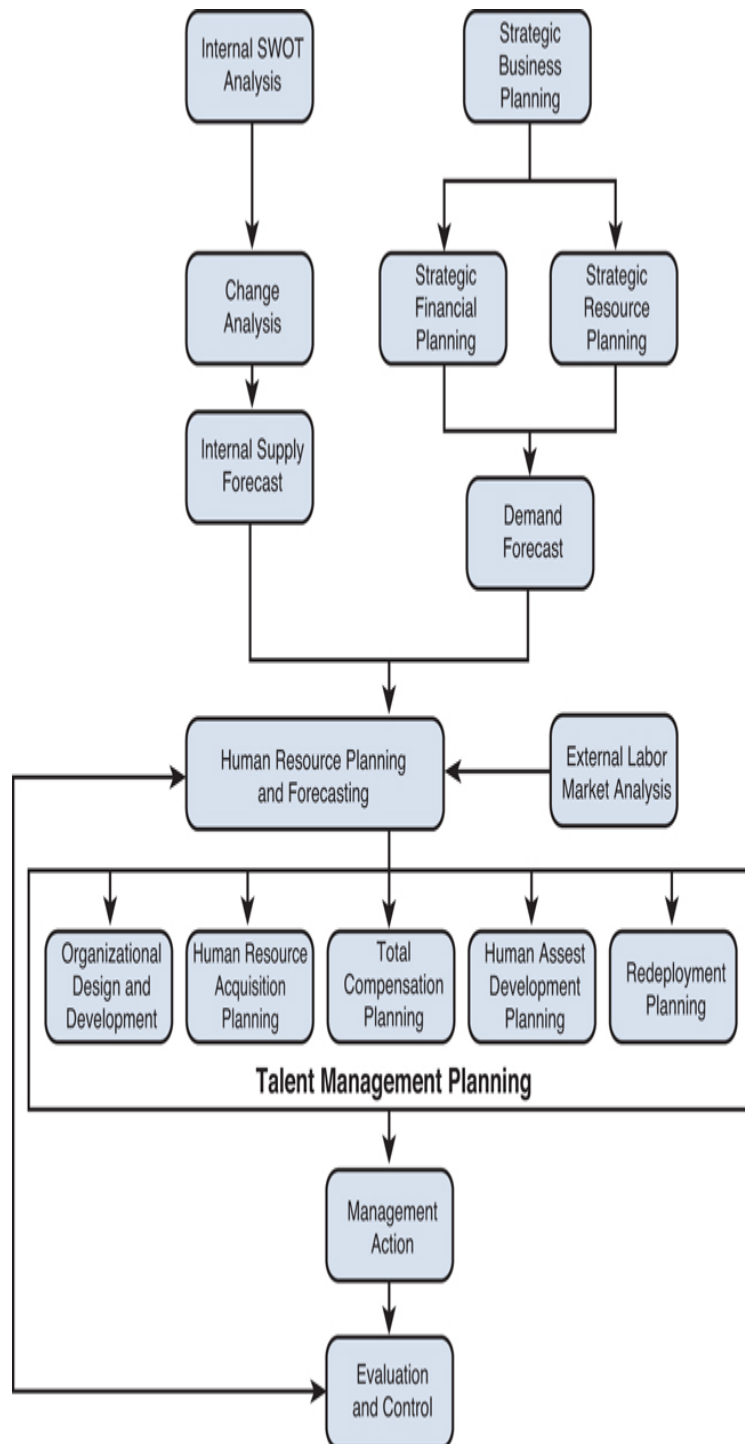 Internal SWOT
Analysis
Strategic
Business
Planning
Change
Analysis
Strategic
Financial
Planning
Strategic
Resource
Planning
Internal Supply
Forecast
Demand
Forecast
Human Resource Planning
and Forecasting
External Labor
Market Analysis
Organizational
Design and
Development
Human Resource
Acquisition
Planning
Total
Compensation
Planning
Human Assest
Development
Planning
Redeployment
Planning
Talent Management Planning
Management
Action
Evaluation
and Control